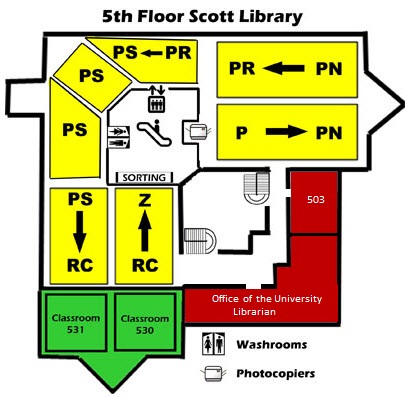 5th Floor Scott Library
PS PR
PS
PR PN
PS
P PN
SORTING
PS
RC
Z
RC
503
Office of the University
Librarian
Classroom
531
Classroom
530
Washrooms
Photocopiers